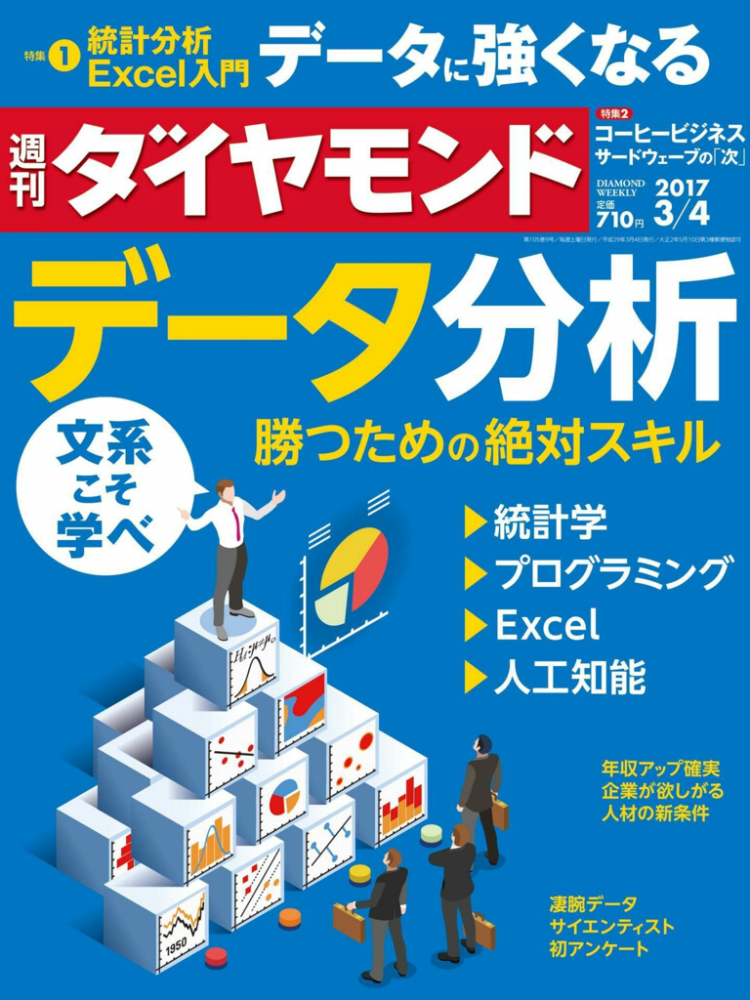 特集1
統計分析
Excel入門
データに強くなる
週刊
ダイヤモンド
特集2
コーヒービジネス
サードウェーブの「次」
DIAMOND
WEEKLY
定価
710円
2017
3/4
第105巻9号／毎週土曜日発行／平成29年3月4日発行／大正2年5月10日第3種郵便物認可
データ分析
勝つための絶対スキル
文系
こそ
学べ
▶統計学
▶プログラミング
▶Excel
▶人工知能
年収アップ確実
企業が欲しがる
人材の新条件
凄腕データ
サイエンティスト
初アンケート
1950